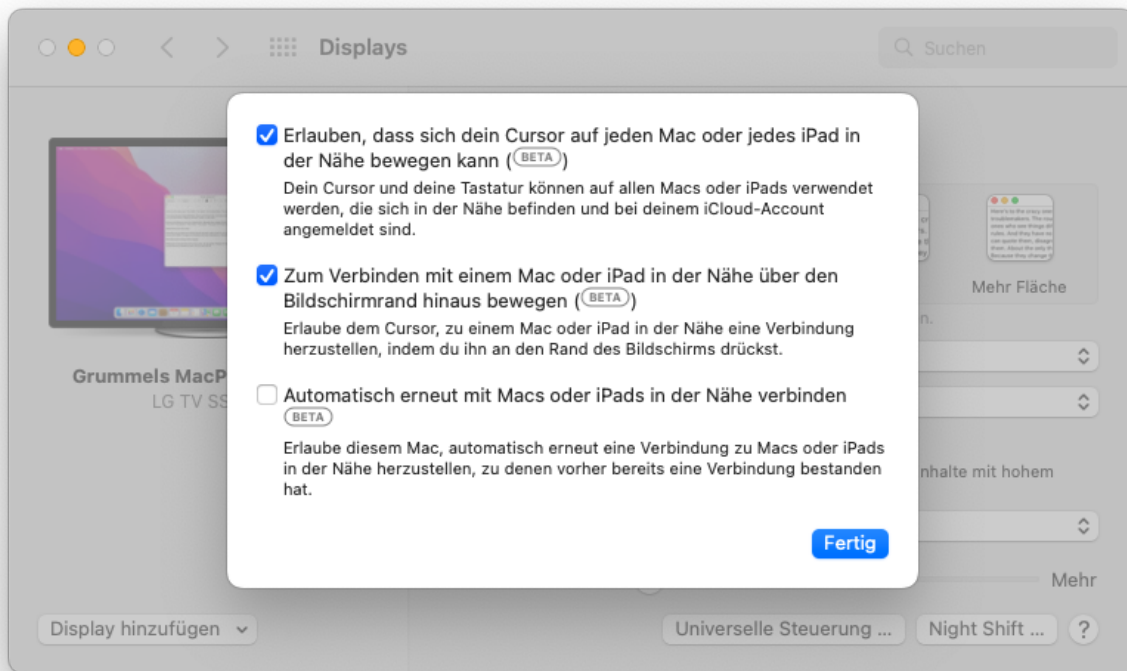 Displays
Suchen
Erlauben, dass sich dein Cursor auf jeden Mac oder jedes iPad in
der Nähe bewegen kann (BETA)
Dein Cursor und deine Tastatur können auf allen Macs oder iPads verwendet
werden, die sich in der Nähe befinden und bei deinem iCloud-Account
angemeldet sind.
Zum Verbinden mit einem Mac oder iPad in der Nähe über den
Bildschirmrand hinaus bewegen (BETA)
Erlaube dem Cursor, zu einem Mac oder iPad in der Nähe eine Verbindung
herzustellen, indem du ihn an den Rand des Bildschirms drückst.
Automatisch erneut mit Macs oder iPads in der Nähe verbinden
BETA
Erlaube diesem Mac, automatisch erneut eine Verbindung zu Macs oder iPads
in der Nähe herzustellen, zu denen vorher bereits eine Verbindung bestanden
hat.
Fertig
Grummels MacP
LG TV SS
Mehr Fläche
n.
nhalte mit hohem
Mehr
Display hinzufügen
Universelle Steuerung ...
Night Shift ...
?